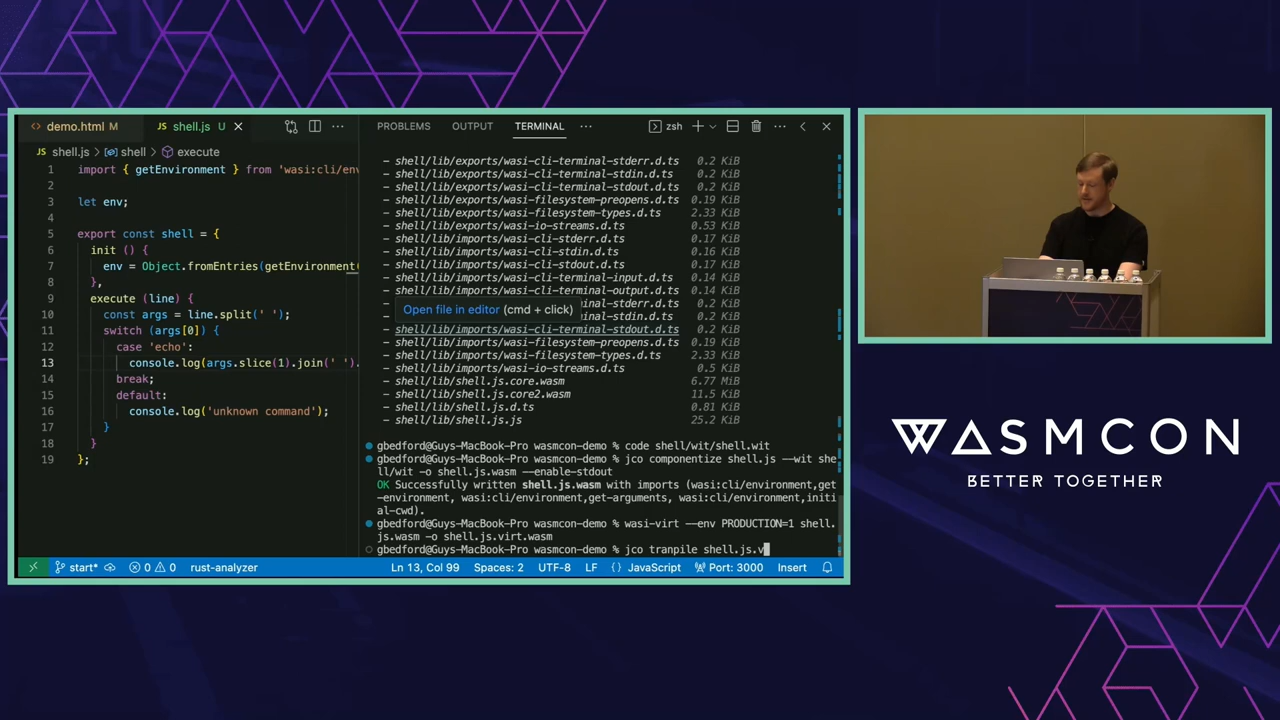 demo.html M
shell.js U
shell.js > shell > execute
1 import { getEnvironment } from 'wasi:cli/env
2
3 let env;
4
5 export const shell = {
6 init () {
7 env = Object.fromEntries(getEnvironment(
8 },
9 execute (line) {
10 const args = line.split(' ');
11 switch (args[0]) {
12 case 'echo':
13 console.log(args.slice(1).join(' ').
14 break;
15 default:
16 console.log('unknown command');
17 }
18 }
19 };
PROBLEMS OUTPUT TERMINAL ··· zsh
- shell/lib/exports/wasi-cli-terminal-stderr.d.ts 0.2 KiB
- shell/lib/exports/wasi-cli-terminal-stdin.d.ts 0.2 KiB
- shell/lib/exports/wasi-cli-terminal-stdout.d.ts 0.2 KiB
- shell/lib/exports/wasi-filesystem-preopens.d.ts 0.19 KiB
- shell/lib/exports/wasi-filesystem-types.d.ts 2.33 KiB
- shell/lib/exports/wasi-io-streams.d.ts 0.53 KiB
- shell/lib/imports/wasi-cli-stderr.d.ts 0.17 KiB
- shell/lib/imports/wasi-cli-stdin.d.ts 0.16 KiB
- shell/lib/imports/wasi-cli-stdout.d.ts 0.17 KiB
- shell/lib/imports/wasi-cli-terminal-input.d.ts 0.14 KiB
- shell/lib/imports/wasi-cli-terminal-output.d.ts 0.14 KiB
- inal-stderr.d.ts 0.2 KiB
Open file in editor (cmd + click)
- inal-stdin.d.ts 0.2 KiB
- shell/lib/imports/wasi-cli-terminal-stdout.d.ts 0.2 KiB
- shell/lib/imports/wasi-filesystem-preopens.d.ts 0.19 KiB
- shell/lib/imports/wasi-filesystem-types.d.ts 2.33 KiB
- shell/lib/imports/wasi-io-streams.d.ts 0.5 KiB
- shell/lib/shell.js.core.wasm 6.77 MiB
- shell/lib/shell.js.core2.wasm 11.5 KiB
- shell/lib/shell.js.d.ts 0.81 KiB
- shell/lib/shell.js.js 25.2 KiB
gbedford@Guys-MacBook-Pro wasmcon-demo % code shell/wit/shell.wit
gbedford@Guys-MacBook-Pro wasmcon-demo % jco componentize shell.js --wit she
ll/wit -o shell.js.wasm --enable-stdout
OK Successfully written shell.js.wasm with imports (wasi:cli/environment,get
-environment, wasi:cli/environment,get-arguments, wasi:cli/environment,initi
al-cwd).
gbedford@Guys-MacBook-Pro wasmcon-demo % wasi-virt --env PRODUCTION=1 shell.
js.wasm -o shell.js.virt.wasm
gbedford@Guys-MacBook-Pro wasmcon-demo % jco tranpile shell.js.v
start* 0 0 rust-analyzer Ln 13, Col 99 Spaces: 2 UTF-8 LF {} JavaScript Port: 3000 Insert
WASMCON
BETTER TOGETHER